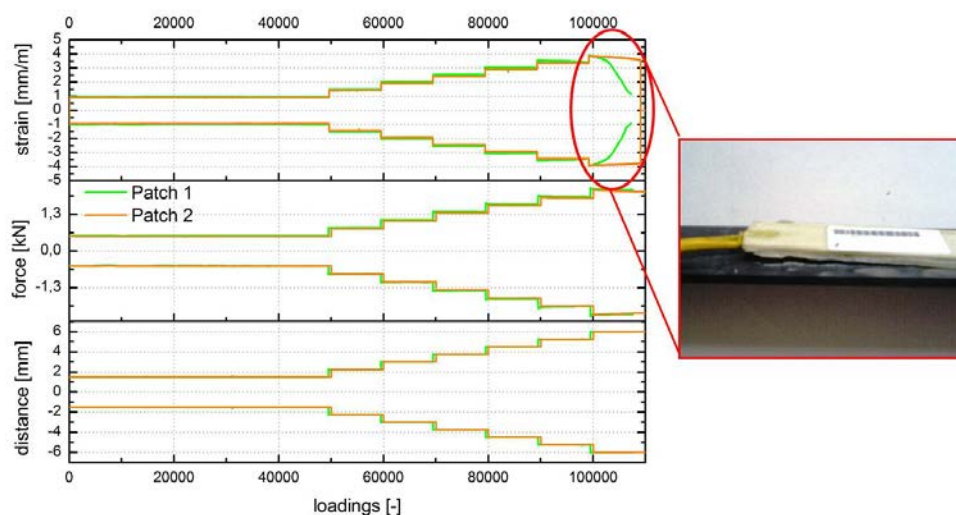 0 20000 40000 60000 80000 100000
strain [mm/m]
5
4
3
2
1
0
-1
-2
-3
-4
-5
Patch 1
Patch 2
force [kN]
1,3
0,0
-1,3
distance [mm]
6
4
2
0
-2
-4
-6
0 20000 40000 60000 80000 100000
loadings [-]